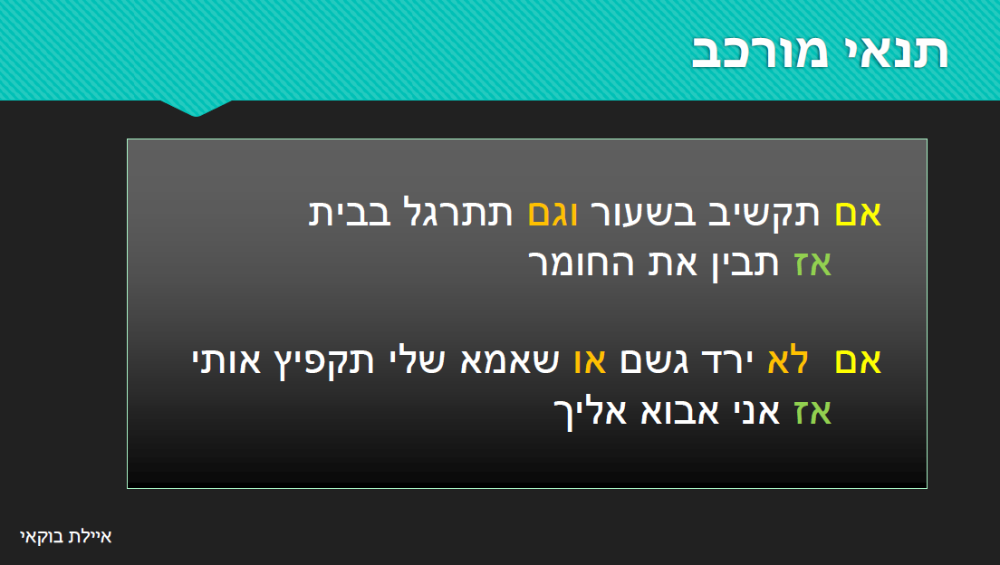 תנאי מורכב
אם תקשיב בשעור וגם תתרגל בבית
אז תבין את החומר
אם לא ירד גשם או שאמא שלי תקפיץ אותי
אז אני אבוא אליך
איילת בוקאי